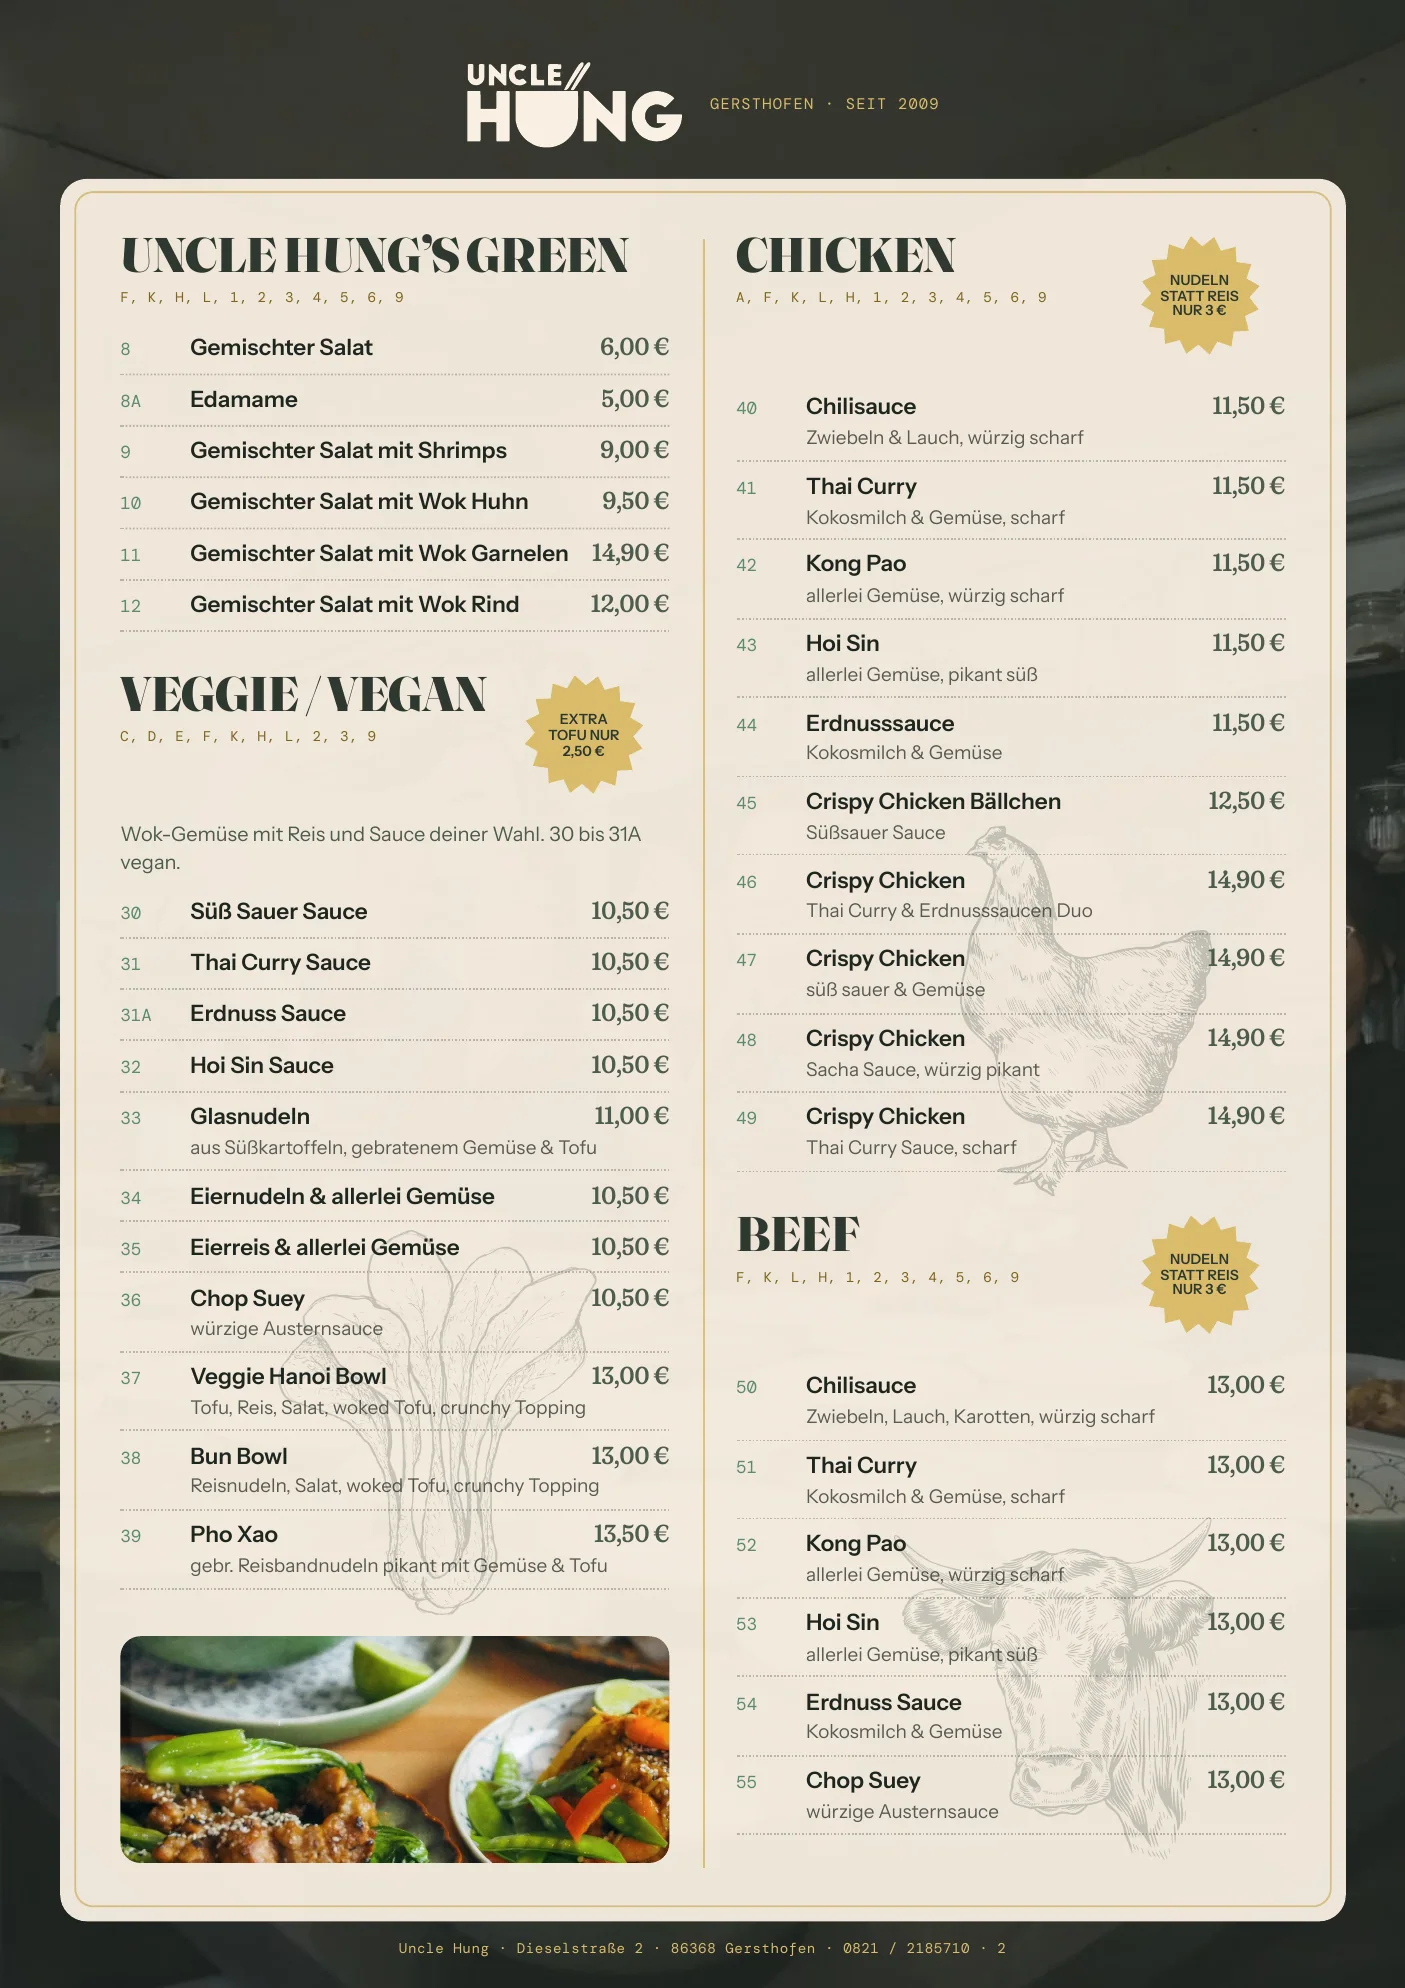 UNCLE
HUNG
GERSTHOFEN · SEIT 2009
UNCLE HUNG'S GREEN
F, K, H, L, 1, 2, 3, 4, 5, 6, 9
8 Gemischter Salat 6,00 €
8A Edamame 5,00 €
9 Gemischter Salat mit Shrimps 9,00 €
10 Gemischter Salat mit Wok Huhn 9,50 €
11 Gemischter Salat mit Wok Garnelen 14,90 €
12 Gemischter Salat mit Wok Rind 12,00 €
VEGGIE / VEGAN
C, D, E, F, K, H, L, 2, 3, 9
EXTRA
TOFU NUR
2,50 €
Wok-Gemüse mit Reis und Sauce deiner Wahl. 30 bis 31A
vegan.
30 Süß Sauer Sauce 10,50 €
31 Thai Curry Sauce 10,50 €
31A Erdnuss Sauce 10,50 €
32 Hoi Sin Sauce 10,50 €
33 Glasnudeln 11,00 €
aus Süßkartoffeln, gebratenem Gemüse & Tofu
34 Eiernudeln & allerlei Gemüse 10,50 €
35 Eierreis & allerlei Gemüse 10,50 €
36 Chop Suey 10,50 €
würzige Austernsauce
37 Veggie Hanoi Bowl 13,00 €
Tofu, Reis, Salat, woked Tofu, crunchy Topping
38 Bun Bowl 13,00 €
Reisnudeln, Salat, woked Tofu, crunchy Topping
39 Pho Xao 13,50 €
gebr. Reisbandnudeln pikant mit Gemüse & Tofu
CHICKEN
A, F, K, L, H, 1, 2, 3, 4, 5, 6, 9
NUDELN
STATT REIS
NUR 3 €
40 Chilisauce 11,50 €
Zwiebeln & Lauch, würzig scharf
41 Thai Curry 11,50 €
Kokosmilch & Gemüse, scharf
42 Kong Pao 11,50 €
allerlei Gemüse, würzig scharf
43 Hoi Sin 11,50 €
allerlei Gemüse, pikant süß
44 Erdnusssauce 11,50 €
Kokosmilch & Gemüse
45 Crispy Chicken Bällchen 12,50 €
Süßsauer Sauce
46 Crispy Chicken 14,90 €
Thai Curry & Erdnusssaucen Duo
47 Crispy Chicken 14,90 €
süß sauer & Gemüse
48 Crispy Chicken 14,90 €
Sacha Sauce, würzig pikant
49 Crispy Chicken 14,90 €
Thai Curry Sauce, scharf
BEEF
F, K, L, H, 1, 2, 3, 4, 5, 6, 9
NUDELN
STATT REIS
NUR 3 €
50 Chilisauce 13,00 €
Zwiebeln, Lauch, Karotten, würzig scharf
51 Thai Curry 13,00 €
Kokosmilch & Gemüse, scharf
52 Kong Pao 13,00 €
allerlei Gemüse, würzig scharf
53 Hoi Sin 13,00 €
allerlei Gemüse, pikant süß
54 Erdnuss Sauce 13,00 €
Kokosmilch & Gemüse
55 Chop Suey 13,00 €
würzige Austernsauce
Uncle Hung · Dieselstraße 2 · 86368 Gersthofen · 0821 / 2185710 · 2